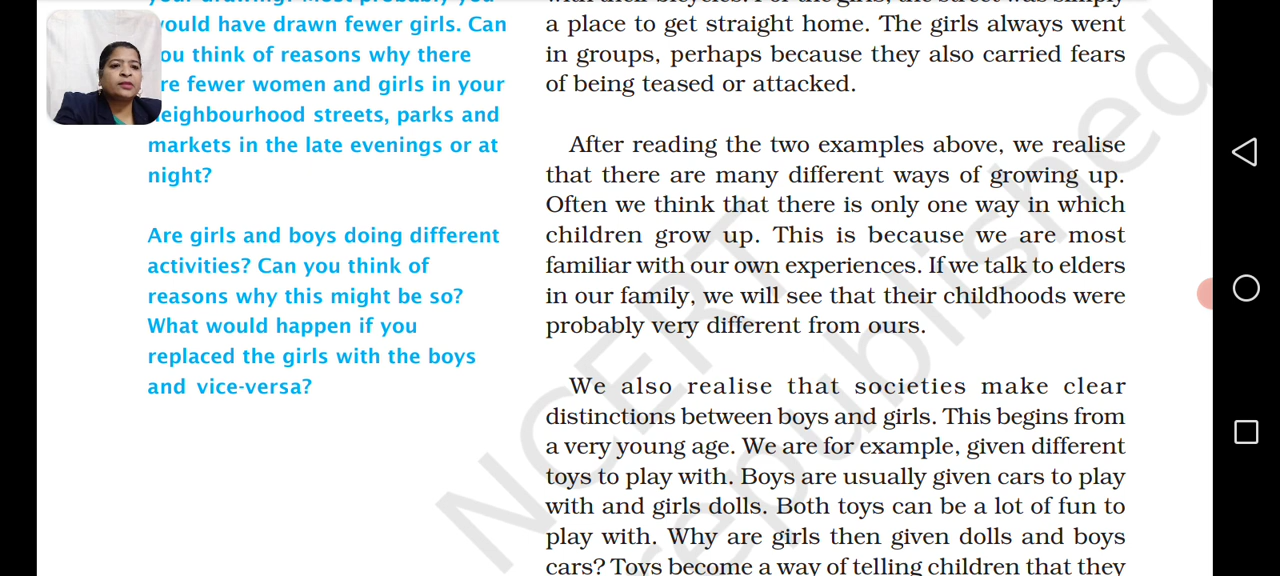 would have drawn fewer girls. Can
you think of reasons why there
are fewer women and girls in your
neighbourhood streets, parks and
markets in the late evenings or at
night?
Are girls and boys doing different
activities? Can you think of
reasons why this might be so?
What would happen if you
replaced the girls with the boys
and vice-versa?
a place to get straight home. The girls always went
in groups, perhaps because they also carried fears
of being teased or attacked.
After reading the two examples above, we realise
that there are many different ways of growing up.
Often we think that there is only one way in which
children grow up. This is because we are most
familiar with our own experiences. If we talk to elders
in our family, we will see that their childhoods were
probably very different from ours.
We also realise that societies make clear
distinctions between boys and girls. This begins from
a very young age. We are for example, given different
toys to play with. Boys are usually given cars to play
with and girls dolls. Both toys can be a lot of fun to
play with. Why are girls then given dolls and boys
cars? Toys become a way of telling children that they
NCERT
republished